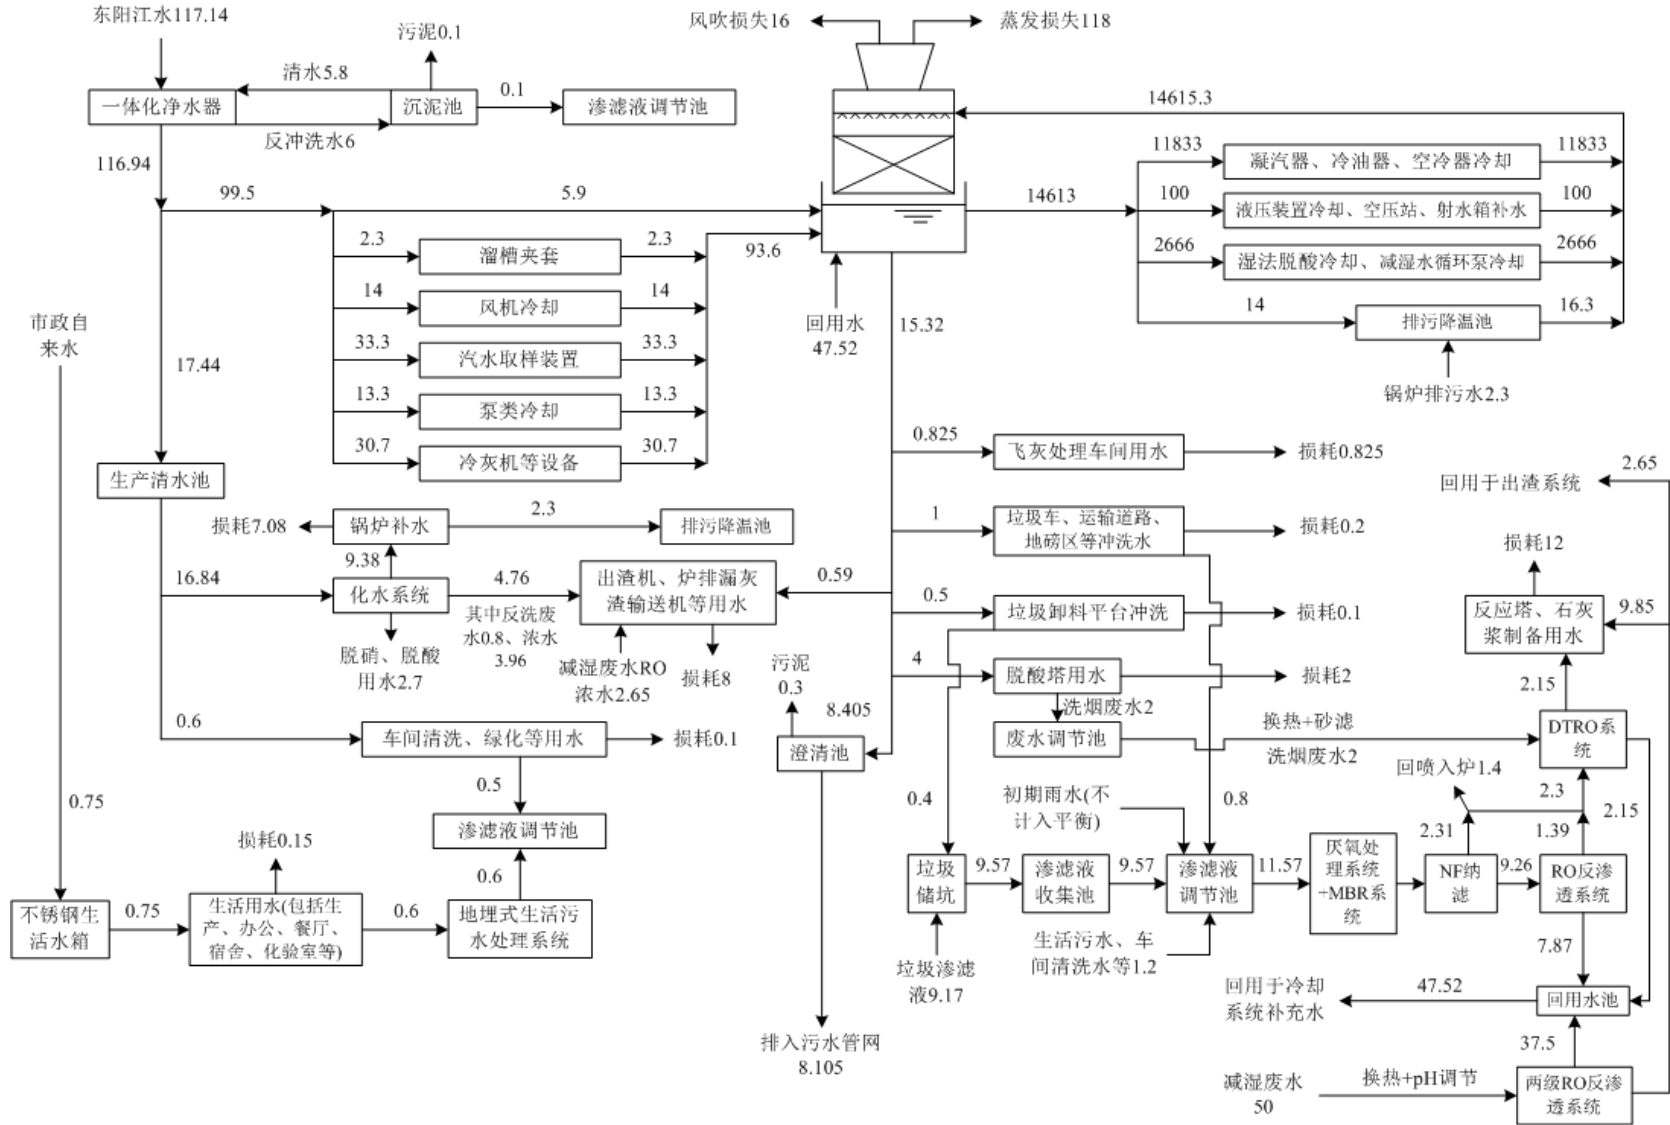 东阳江水117.14
污泥0.1
清水5.8
一体化净水器
沉泥池
0.1
渗滤液调节池
反冲洗水6
116.94
99.5
5.9
2.3
溜槽夹套
2.3
93.6
14
风机冷却
14
33.3
汽水取样装置
33.3
13.3
泵类冷却
13.3
30.7
冷灰机等设备
30.7
市政自
来水
17.44
生产清水池
风吹损失16
蒸发损失118
14615.3
14613
11833
凝汽器、冷油器、空冷器冷却
11833
100
液压装置冷却、空压站、射水箱补水
100
2666
湿法脱酸冷却、减湿水循环泵冷却
2666
14
排污降温池
16.3
锅炉排污水2.3
回用水
47.52
15.32
损耗7.08
锅炉补水
2.3
排污降温池
9.38
16.84
化水系统
4.76
其中反洗废
水0.8、浓水
3.96
出渣机、炉排漏灰
渣输送机等用水
0.59
脱硝、脱酸
用水2.7
减湿废水RO
浓水2.65
损耗8
0.6
车间清洗、绿化等用水
损耗0.1
0.5
渗滤液调节池
0.6
0.75
损耗0.15
不锈钢生
活水箱
0.75
生活用水(包括生
产、办公、餐厅、
宿舍、化验室等)
0.6
地埋式生活污
水处理系统
污泥
0.3
8.405
澄清池
排入污水管网
8.105
0.825
飞灰处理车间用水
损耗0.825
1
垃圾车、运输道路、
地磅区等冲洗水
损耗0.2
0.5
垃圾卸料平台冲洗
损耗0.1
4
脱酸塔用水
损耗2
洗烟废水2
废水调节池
换热+砂滤
洗烟废水2
2.65
回用于出渣系统
损耗12
反应塔、石灰
浆制备用水
9.85
2.15
DTRO系
统
回喷入炉1.4
2.3
2.15
0.4
初期雨水(不
计入平衡)
0.8
2.31
1.39
垃圾
储坑
9.57
渗滤液
收集池
9.57
渗滤液
调节池
11.57
厌氧处
理系统
+MBR系
统
NF纳
滤
9.26
RO反渗
透系统
垃圾渗滤
液9.17
生活污水、车
间清洗水等1.2
7.87
回用于冷却
系统补充水
47.52
回用水池
37.5
减湿废水
50
换热+pH调节
两级RO反渗
透系统